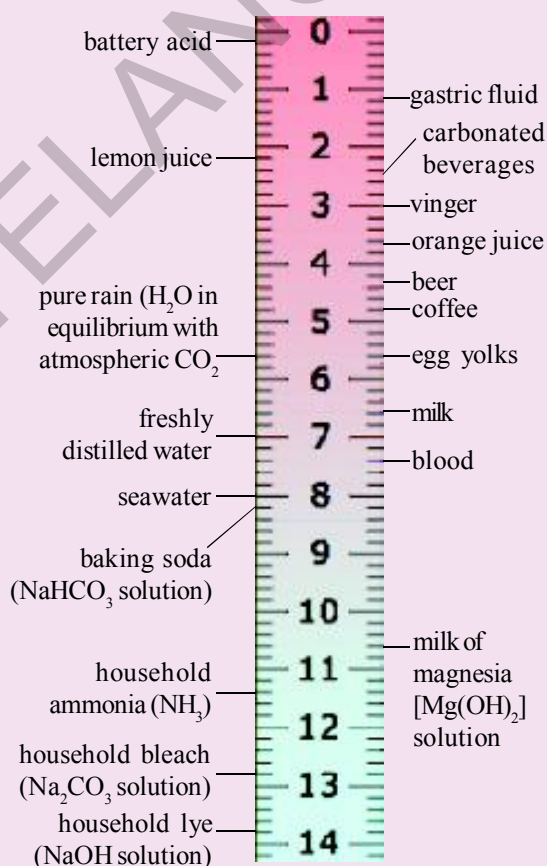 battery acid
lemon juice
pure rain (H₂O in
equilibrium with
atmospheric CO₂
freshly
distilled water
seawater
baking soda
(NaHCO₃ solution)
household
ammonia (NH₃)
household bleach
(Na₂CO₃ solution)
household lye
(NaOH solution)
0
1
2
3
4
5
6
7
8
9
10
11
12
13
14
gastric fluid
carbonated
beverages
vinger
orange juice
beer
coffee
egg yolks
milk
blood
milk of
magnesia
[Mg(OH)₂]
solution